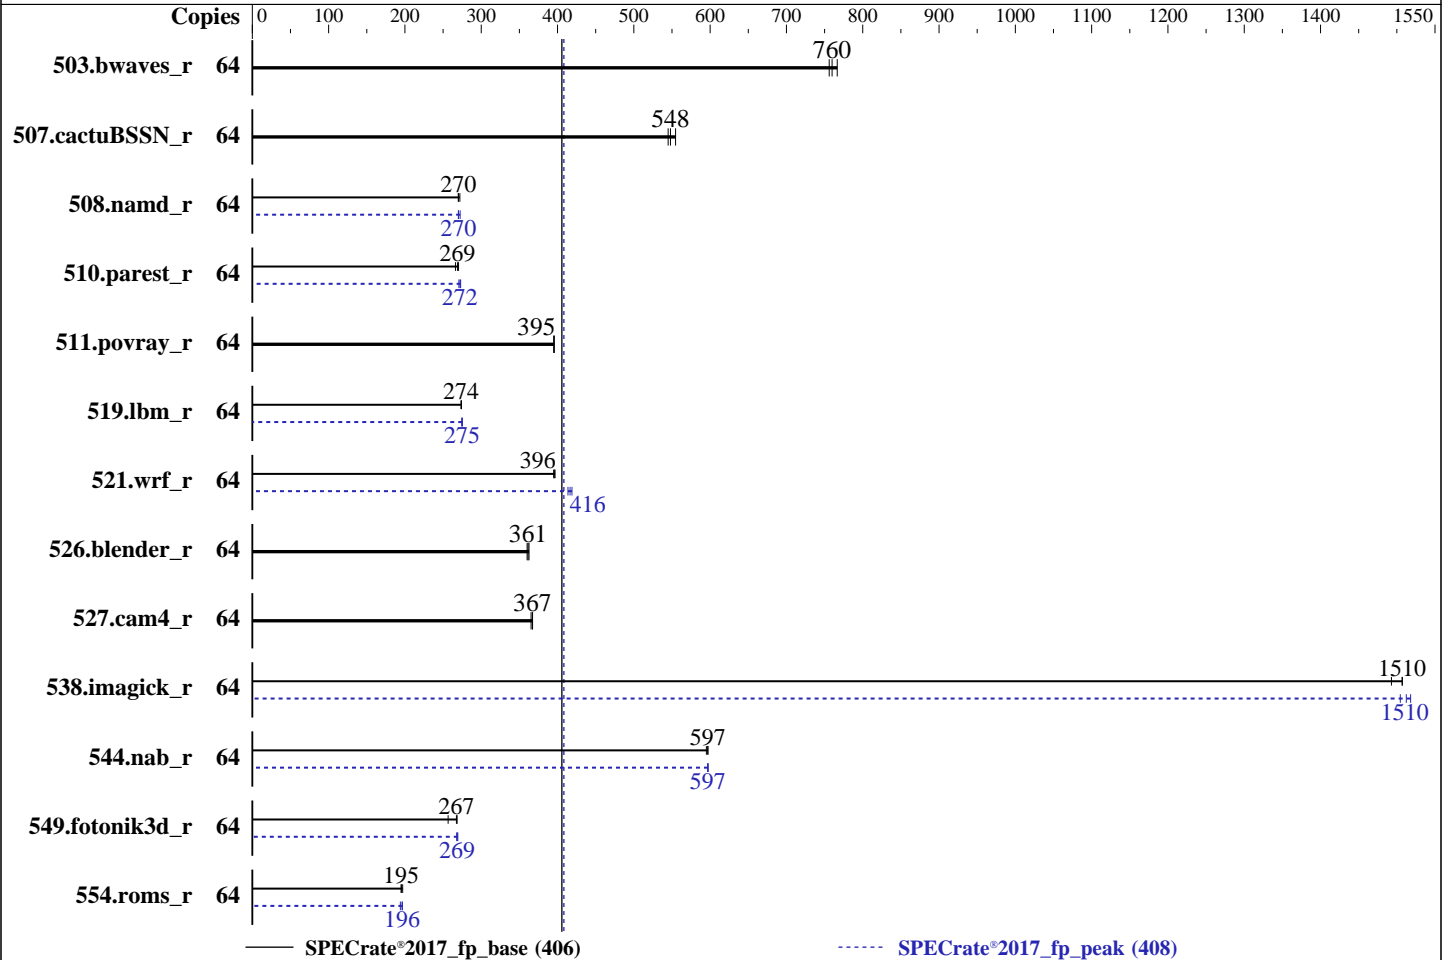 Copies 0 100 200 300 400 500 600 700 800 900 1000 1100 1200 1300 1400 1550
760
503.bwaves_r 64
548
507.cactuBSSN_r 64
270
508.namd_r 64
270
269
510.parest_r 64
272
395
511.povray_r 64
274
519.lbm_r 64
275
396
521.wrf_r 64
416
361
526.blender_r 64
367
527.cam4_r 64
1510
538.imagick_r 64
1510
597
544.nab_r 64
597
267
549.fotonik3d_r 64
269
195
554.roms_r 64
196
SPECrate®2017_fp_base (406) SPECrate®2017_fp_peak (408)